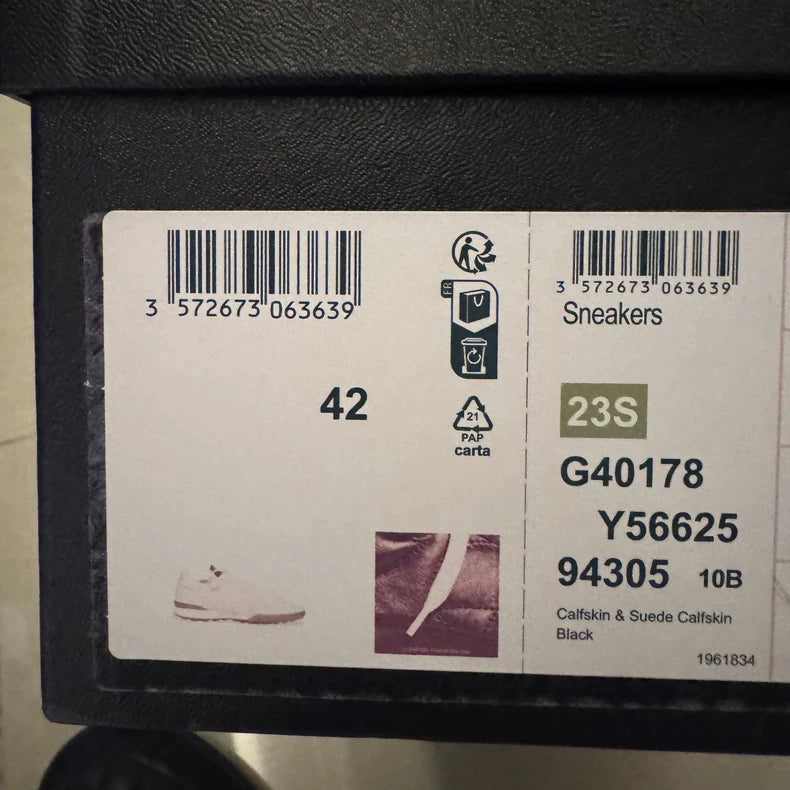 3 572673 063639
FR
42
21
PAP
carta
3 572673 063639
Sneakers
23S
G40178
Y56625
94305 10B
Calfskin & Suede Calfskin
Black
1961834